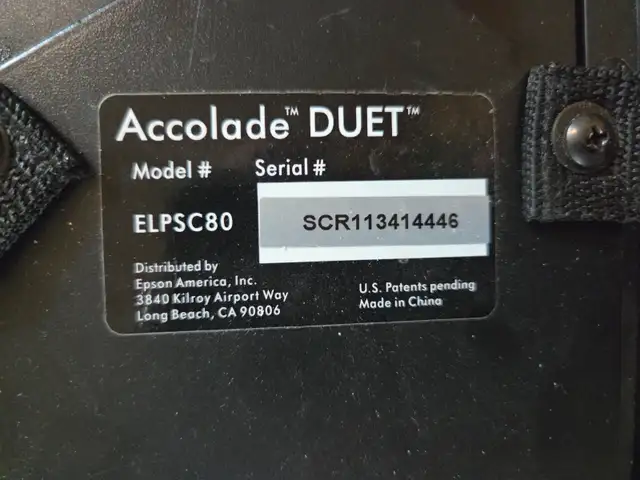 Accolade™ DUET™
Model # Serial #
ELPSC80 SCR113414446
Distributed by
Epson America, Inc.
3840 Kilroy Airport Way
Long Beach, CA 90806
U.S. Patents pending
Made in China